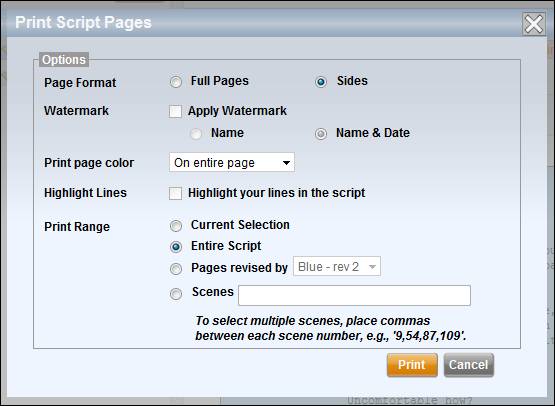 Print Script Pages
Options
Page Format Full Pages Sides
Watermark Apply Watermark
Name Name & Date
Print page color On entire page
Highlight Lines Highlight your lines in the script
Print Range Current Selection
Entire Script
Pages revised by Blue - rev 2
Scenes
To select multiple scenes, place commas
between each scene number, e.g., '9,54,87,109'.
Print Cancel
Uncomfortable how?